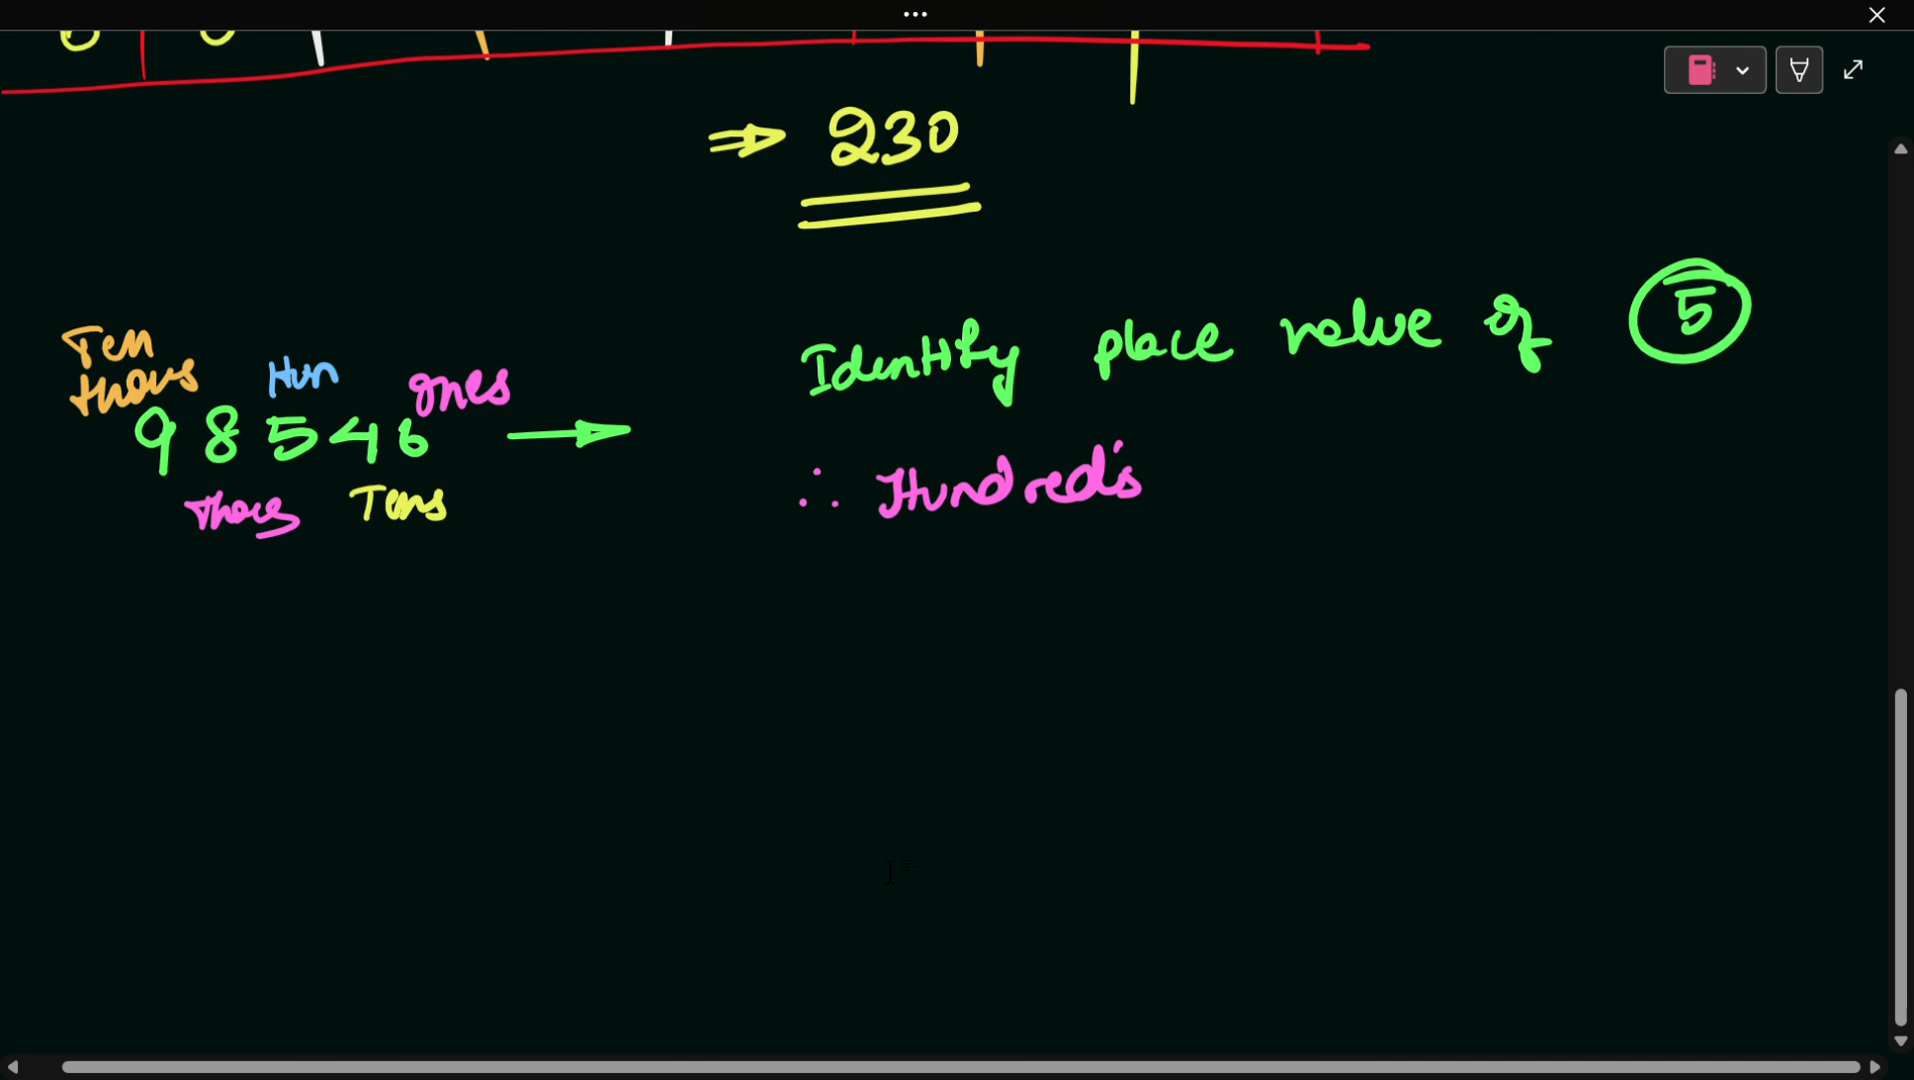 ⇒ 230
Identify place value of 5
Ten
thous Hun ones
98546 →
Thous Tens
∴ Hundred's